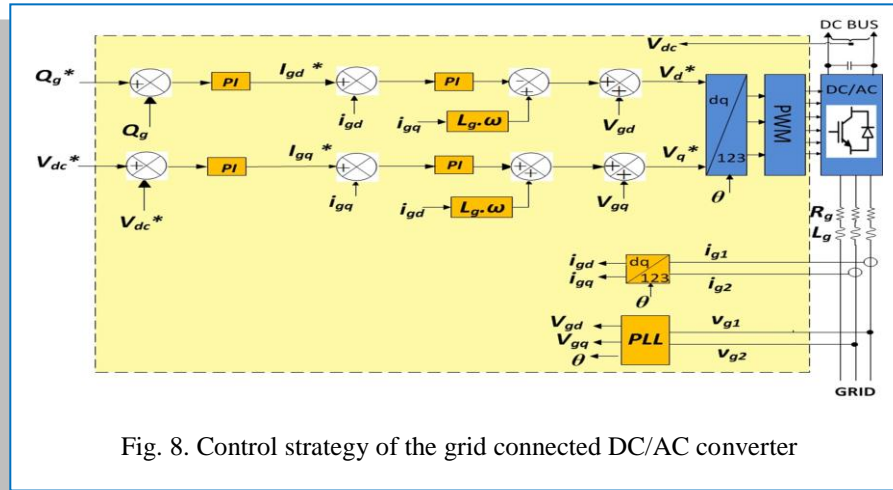 DC BUS
V_dc
Q_g*
PI
I_gd *
PI
V_d*
Q_g
i_gd
i_gq
L_g.ω
V_gd
dq
123
PWM
DC/AC
V_dc*
PI
I_gq *
PI
V_q*
V_dc*
i_gq
i_gd
L_g.ω
V_gq
θ
R_g
L_g
i_gd
i_gq
dq
123
θ
i_g1
i_g2
V_gd
V_gq
θ
PLL
v_g1
v_g2
GRID
Fig. 8. Control strategy of the grid connected DC/AC converter